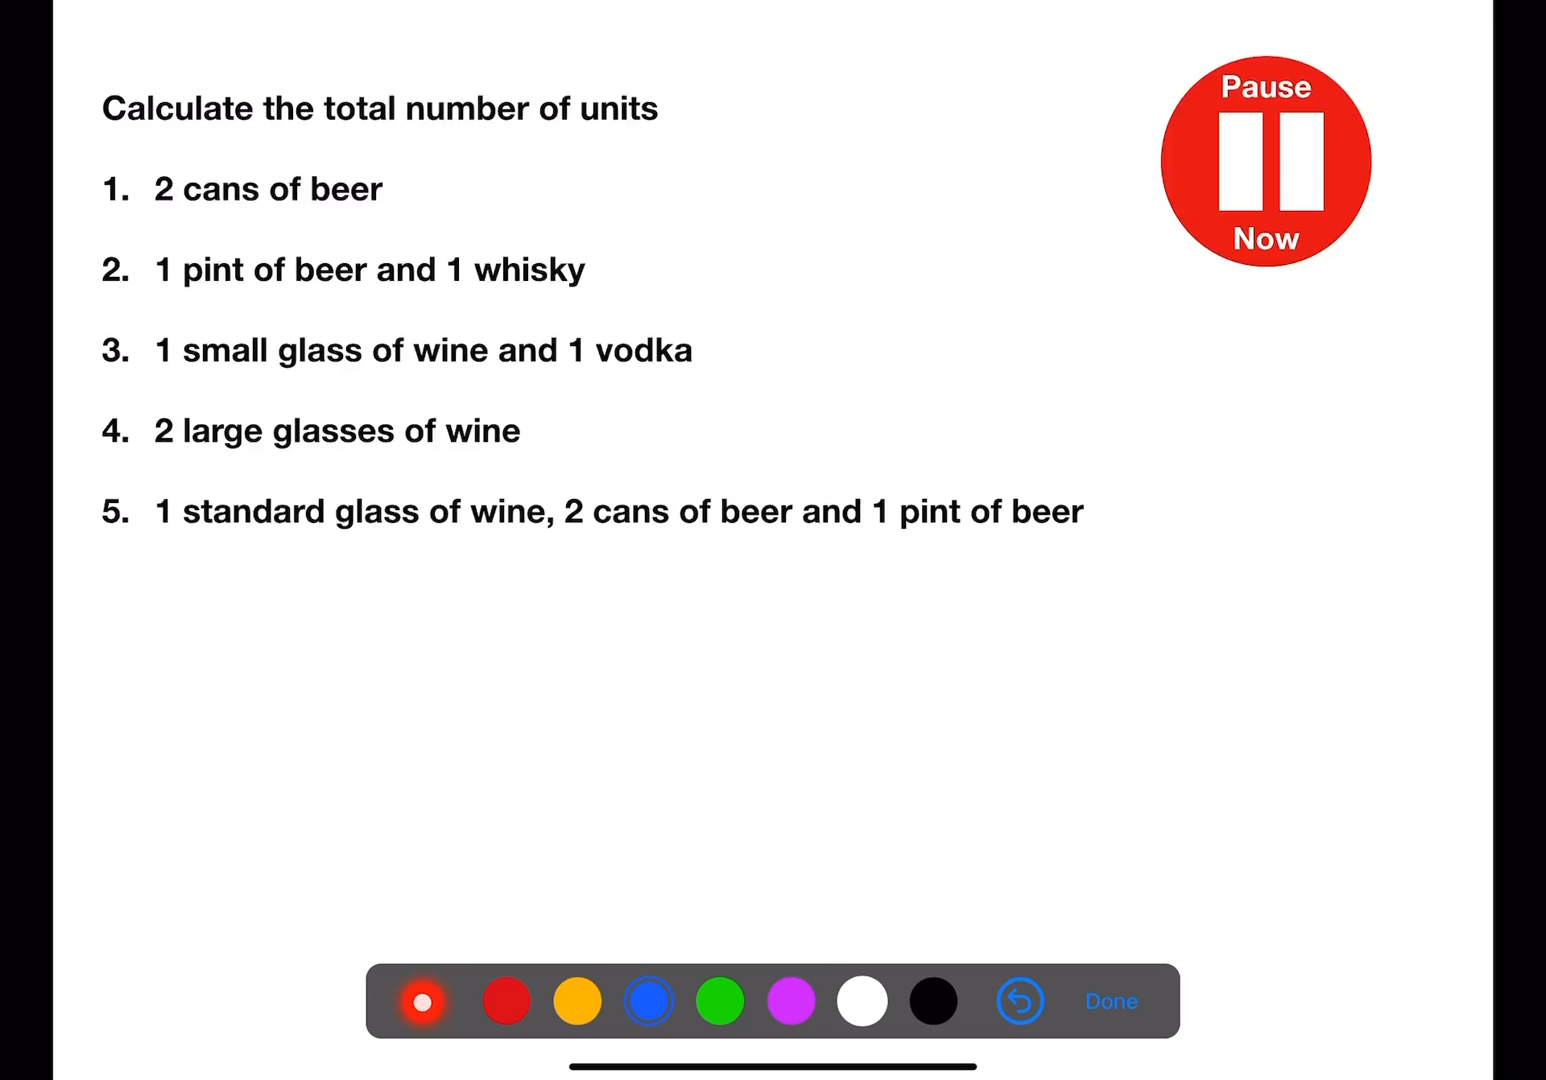 Calculate the total number of units
1. 2 cans of beer
2. 1 pint of beer and 1 whisky
3. 1 small glass of wine and 1 vodka
4. 2 large glasses of wine
5. 1 standard glass of wine, 2 cans of beer and 1 pint of beer
Pause
Now
Done